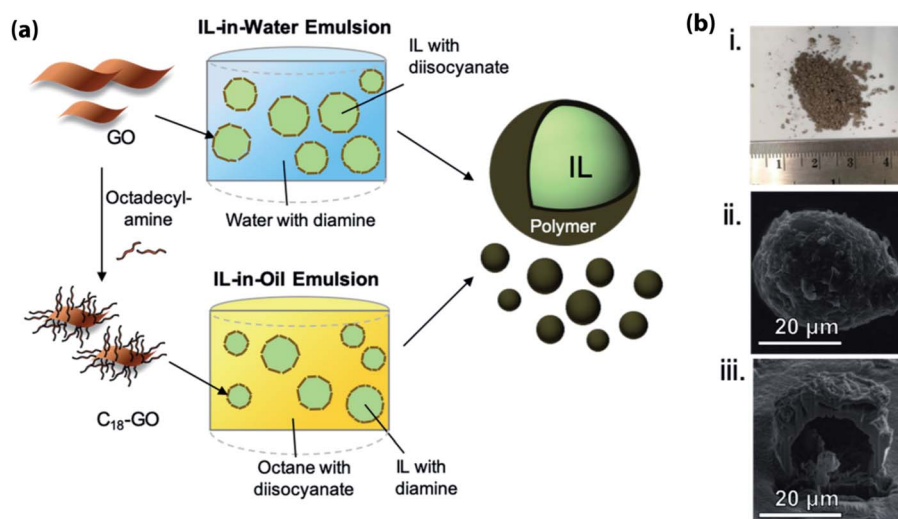 (a)
IL-in-Water Emulsion
IL with
diisocyanate
GO
Octadecyl-
amine
Water with diamine
IL
Polymer
IL-in-Oil Emulsion
C₁₈-GO
Octane with
diisocyanate
IL with
diamine
(b)
i.
1 2 3 4
ii.
20 µm
iii.
20 µm